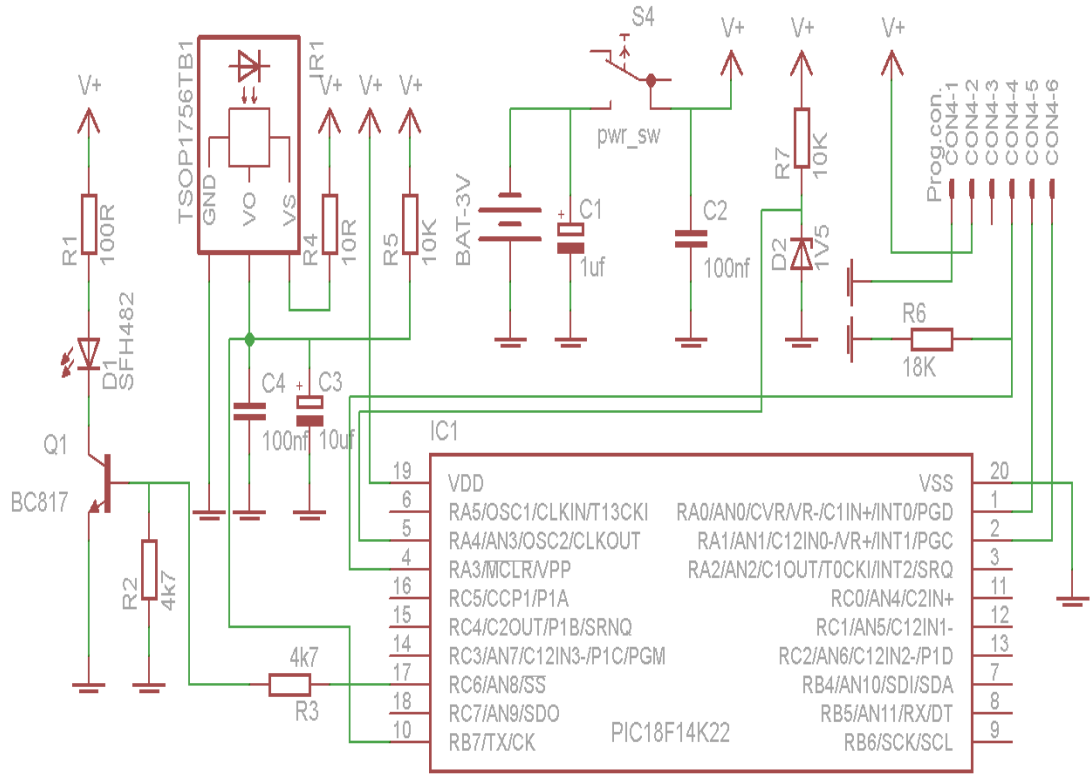 S4
V+
V+
V+
V+
V+
V+
V+
TSOP1756TB1
IR1
GND
VO
VS
pwr_sw
Prog.con.
CON4-1
CON4-2
CON4-3
CON4-4
CON4-5
CON4-6
R1
100R
R4
10R
R5
10K
BAT-3V
+
C1
1uf
C2
100nf
R7
10K
D2
1V5
R6
18K
D1
SFH482
C4
100nf
+
C3
10uf
Q1
BC817
R2
4k7
4k7
R3
IC1
19 VDD VSS 20
6 RA5/OSC1/CLKIN/T13CKI RA0/AN0/CVR/VR-/C1IN+/INT0/PGD 1
5 RA4/AN3/OSC2/CLKOUT RA1/AN1/C12IN0-/VR+/INT1/PGC 2
4 RA3/MCLR/VPP RA2/AN2/C1OUT/T0CKI/INT2/SRQ 3
16 RC5/CCP1/P1A RC0/AN4/C2IN+ 11
15 RC4/C2OUT/P1B/SRNQ RC1/AN5/C12IN1- 12
14 RC3/AN7/C12IN3-/P1C/PGM RC2/AN6/C12IN2-/P1D 13
17 RC6/AN8/SS RB4/AN10/SDI/SDA 7
18 RC7/AN9/SDO RB5/AN11/RX/DT 8
10 RB7/TX/CK RB6/SCK/SCL 9
PIC18F14K22